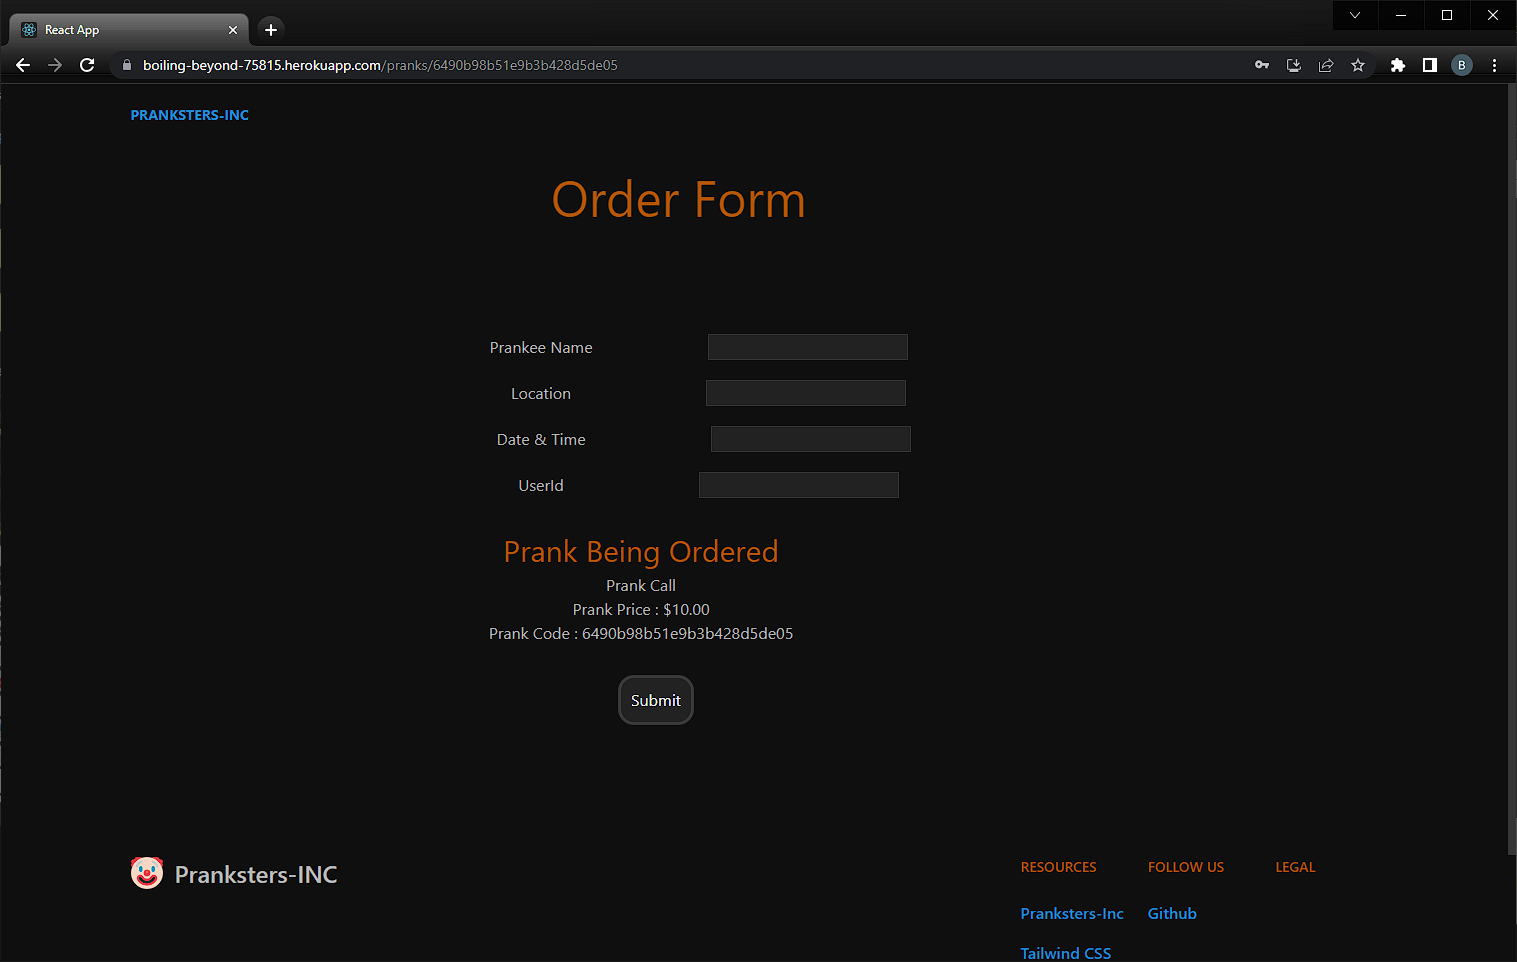 React App
boiling-beyond-75815.herokuapp.com/pranks/6490b98b51e9b3b428d5de05
B
PRANKSTERS-INC
Order Form
Prankee Name
Location
Date & Time
UserId
Prank Being Ordered
Prank Call
Prank Price : $10.00
Prank Code : 6490b98b51e9b3b428d5de05
Submit
Pranksters-INC
RESOURCES FOLLOW US LEGAL
Pranksters-Inc Github
Tailwind CSS